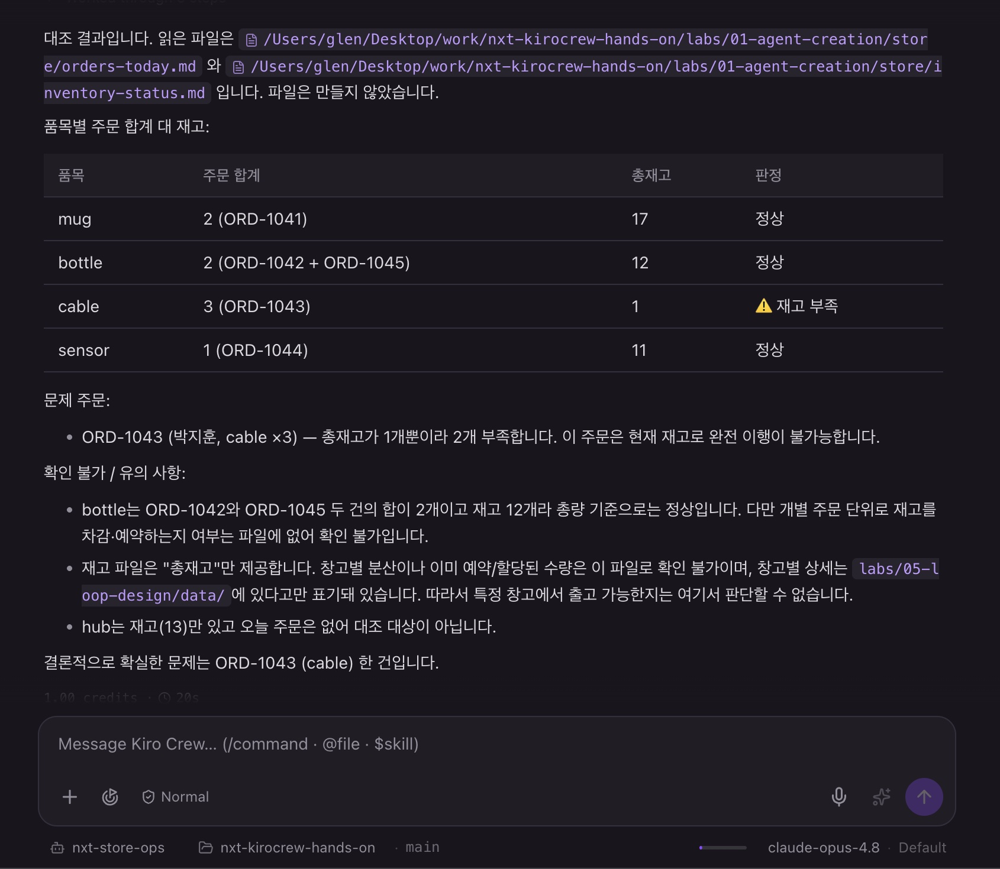 대조 결과입니다. 읽은 파일은 /Users/glen/Desktop/work/nxt-kirocrew-hands-on/labs/01-agent-creation/stor
e/orders-today.md 와 /Users/glen/Desktop/work/nxt-kirocrew-hands-on/labs/01-agent-creation/store/i
nventory-status.md 입니다. 파일은 만들지 않았습니다.
품목별 주문 합계 대 재고:
품목 주문 합계 총재고 판정
mug 2 (ORD-1041) 17 정상
bottle 2 (ORD-1042 + ORD-1045) 12 정상
cable 3 (ORD-1043) 1 ⚠️ 재고 부족
sensor 1 (ORD-1044) 11 정상
문제 주문:
• ORD-1043 (박지훈, cable ×3) — 총재고가 1개뿐이라 2개 부족합니다. 이 주문은 현재 재고로 완전 이행이 불가능합니다.
확인 불가 / 유의 사항:
• bottle는 ORD-1042와 ORD-1045 두 건의 합이 2개이고 재고 12개라 총량 기준으로는 정상입니다. 다만 개별 주문 단위로 재고를
차감·예약하는지 여부는 파일에 없어 확인 불가입니다.
• 재고 파일은 "총재고"만 제공합니다. 창고별 분산이나 이미 예약/할당된 수량은 이 파일로 확인 불가이며, 창고별 상세는 labs/05-l
oop-design/data/ 에 있다고만 표기돼 있습니다. 따라서 특정 창고에서 출고 가능한지는 여기서 판단할 수 없습니다.
• hub는 재고(13)만 있고 오늘 주문은 없어 대조 대상이 아닙니다.
결론적으로 확실한 문제는 ORD-1043 (cable) 한 건입니다.
1.00 credits · 20s
Message Kiro Crew... (/command · @file · $skill)
Normal
nxt-store-ops nxt-kirocrew-hands-on · main claude-opus-4.8 · Default